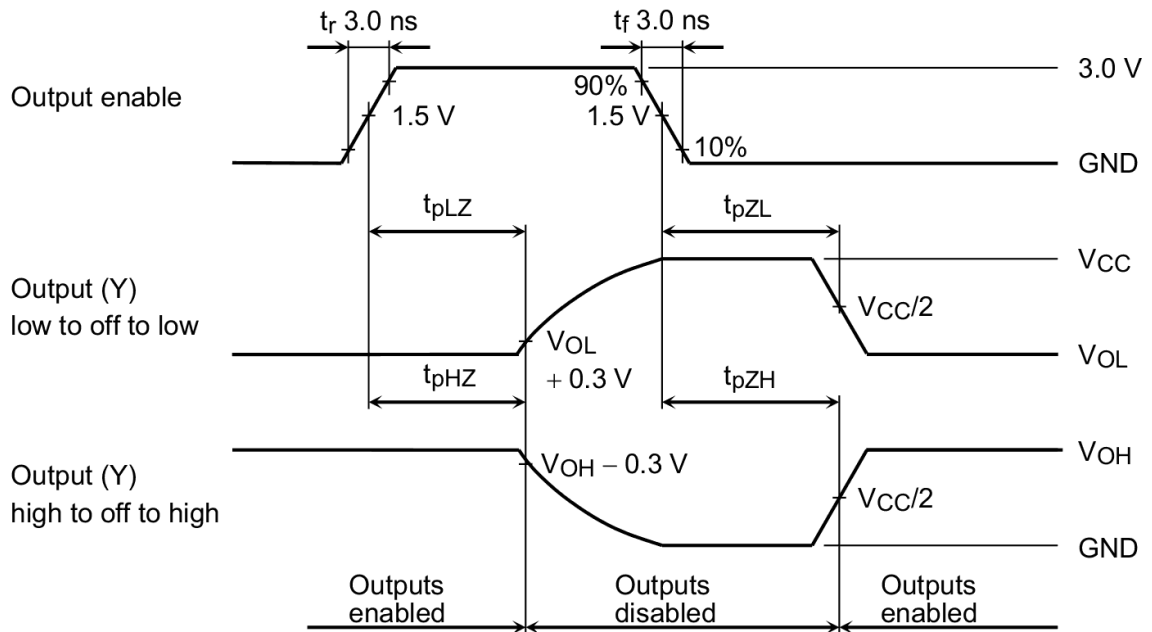 tr 3.0 ns
tf 3.0 ns
Output enable
90%
1.5 V
1.5 V
10%
3.0 V
GND
tpLZ
tpZL
Output (Y)
low to off to low
VCC
VCC/2
VOL
+ 0.3 V
VOL
tpHZ
tpZH
Output (Y)
high to off to high
VOH − 0.3 V
VOH
VCC/2
GND
Outputs
enabled
Outputs
disabled
Outputs
enabled